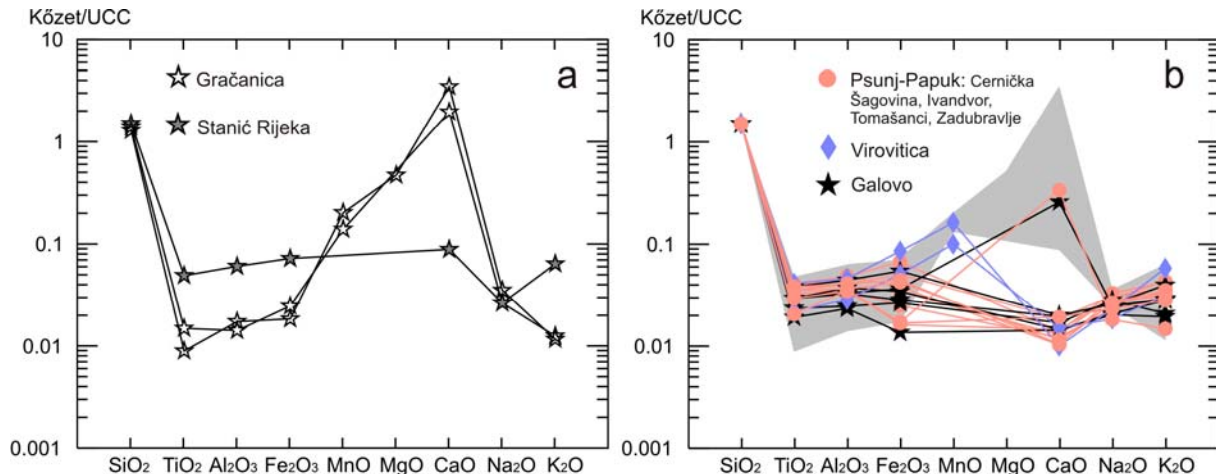 Kőzet/UCC
10
1
0.1
0.01
0.001
a
Gračanica
Stanić Rijeka
SiO₂ TiO₂ Al₂O₃ Fe₂O₃ MnO MgO CaO Na₂O K₂O
Kőzet/UCC
10
1
0.1
0.01
0.001
b
Psunj-Papuk: Cernička
Šagovina, Ivandvor,
Tomašanci, Zadubravlje
Virovitica
Galovo
SiO₂ TiO₂ Al₂O₃ Fe₂O₃ MnO MgO CaO Na₂O K₂O